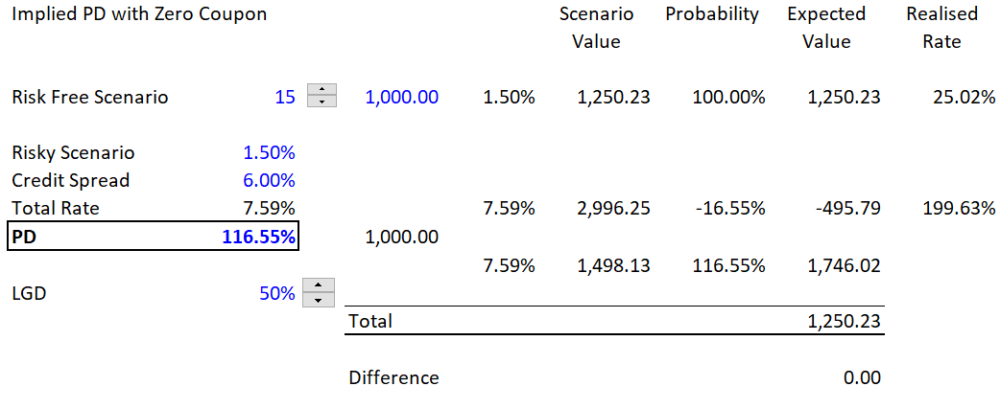 Implied PD with Zero Coupon Scenario Probability Expected Realised
Value Value Rate
Risk Free Scenario 15 1,000.00 1.50% 1,250.23 100.00% 1,250.23 25.02%
Risky Scenario 1.50%
Credit Spread 6.00%
Total Rate 7.59% 7.59% 2,996.25 -16.55% -495.79 199.63%
PD 116.55% 1,000.00
7.59% 1,498.13 116.55% 1,746.02
LGD 50%
Total 1,250.23
Difference 0.00